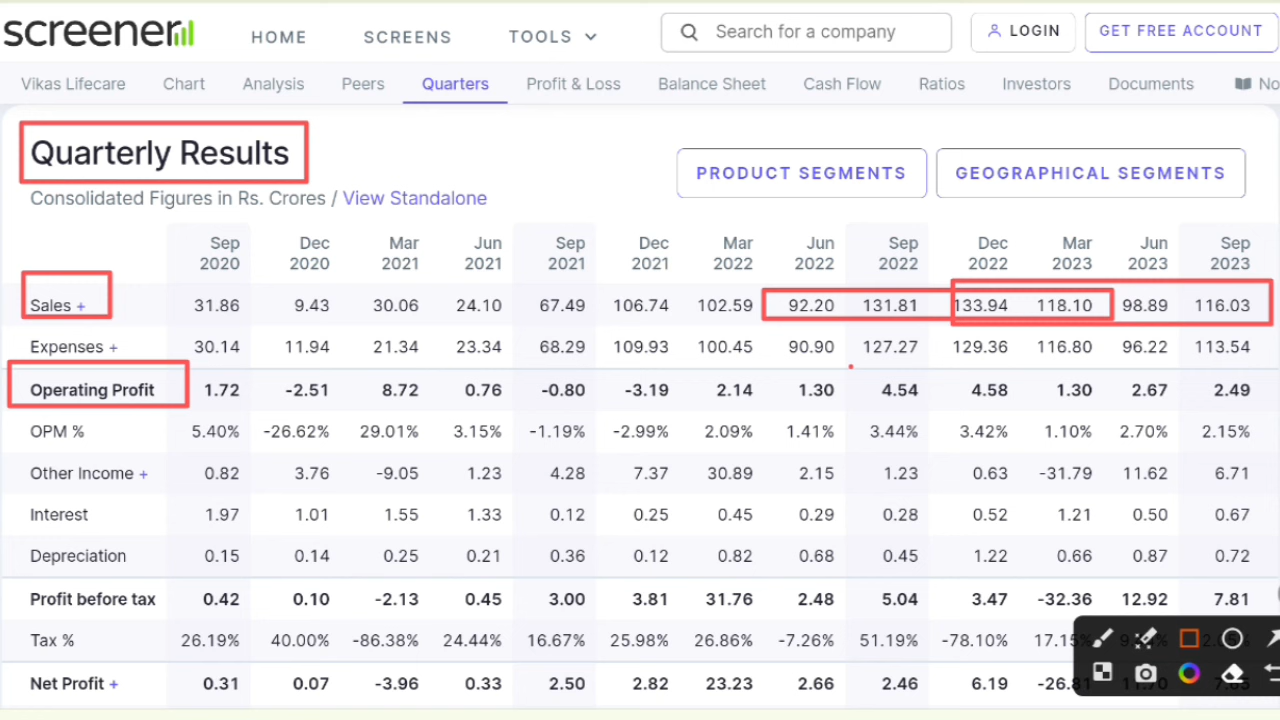 screener HOME SCREENS TOOLS Search for a company LOGIN GET FREE ACCOUNT
Vikas Lifecare Chart Analysis Peers Quarters Profit & Loss Balance Sheet Cash Flow Ratios Investors Documents No
Quarterly Results
PRODUCT SEGMENTS GEOGRAPHICAL SEGMENTS
Consolidated Figures in Rs. Crores / View Standalone
Sep Dec Mar Jun Sep Dec Mar Jun Sep Dec Mar Jun Sep
2020 2020 2021 2021 2021 2021 2022 2022 2022 2022 2023 2023 2023
Sales + 31.86 9.43 30.06 24.10 67.49 106.74 102.59 92.20 131.81 133.94 118.10 98.89 116.03
Expenses + 30.14 11.94 21.34 23.34 68.29 109.93 100.45 90.90 127.27 129.36 116.80 96.22 113.54
Operating Profit 1.72 -2.51 8.72 0.76 -0.80 -3.19 2.14 1.30 4.54 4.58 1.30 2.67 2.49
OPM % 5.40% -26.62% 29.01% 3.15% -1.19% -2.99% 2.09% 1.41% 3.44% 3.42% 1.10% 2.70% 2.15%
Other Income + 0.82 3.76 -9.05 1.23 4.28 7.37 30.89 2.15 1.23 0.63 -31.79 11.62 6.71
Interest 1.97 1.01 1.55 1.33 0.12 0.25 0.45 0.29 0.28 0.52 1.21 0.50 0.67
Depreciation 0.15 0.14 0.25 0.21 0.36 0.12 0.82 0.68 0.45 1.22 0.66 0.87 0.72
Profit before tax 0.42 0.10 -2.13 0.45 3.00 3.81 31.76 2.48 5.04 3.47 -32.36 12.92 7.81
Tax % 26.19% 40.00% -86.38% 24.44% 16.67% 25.98% 26.86% -7.26% 51.19% -78.10%
Net Profit + 0.31 0.07 -3.96 0.33 2.50 2.82 23.23 2.66 2.46 6.19